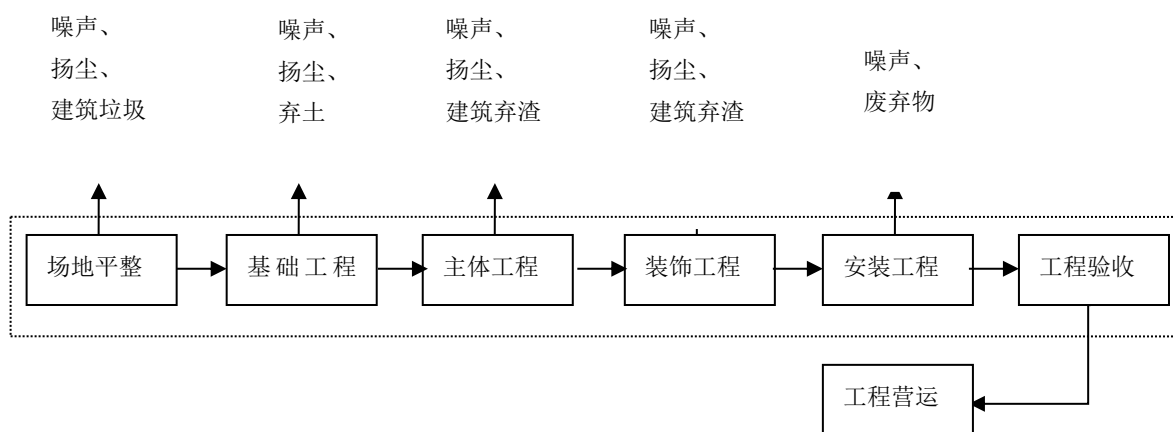 噪声、
扬尘、
建筑垃圾
噪声、
扬尘、
弃土
噪声、
扬尘、
建筑弃渣
噪声、
扬尘、
建筑弃渣
噪声、
废弃物
场地平整
基础工程
主体工程
装饰工程
安装工程
工程验收
工程营运